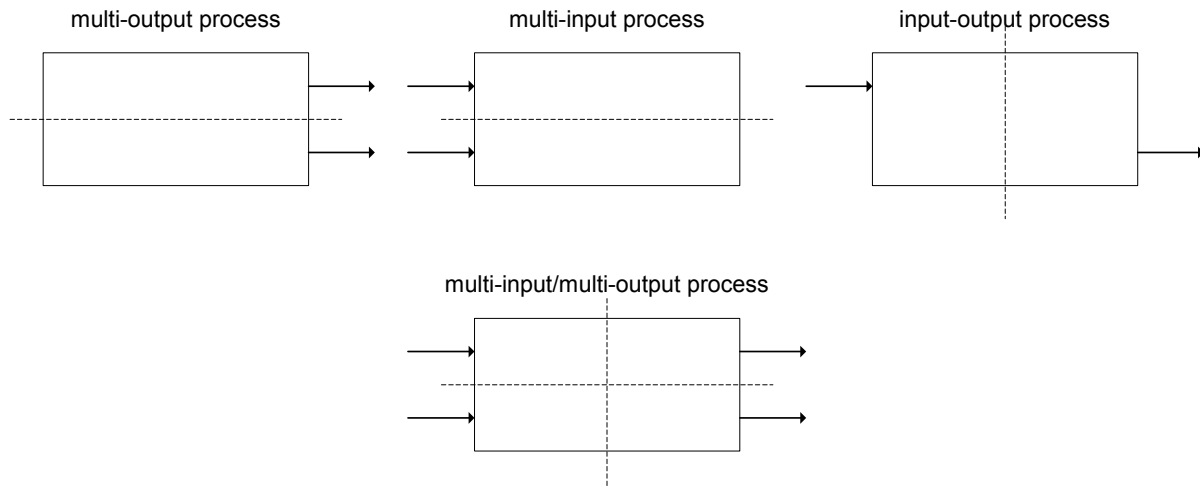 multi-output process
multi-input process
input-output process
multi-input/multi-output process